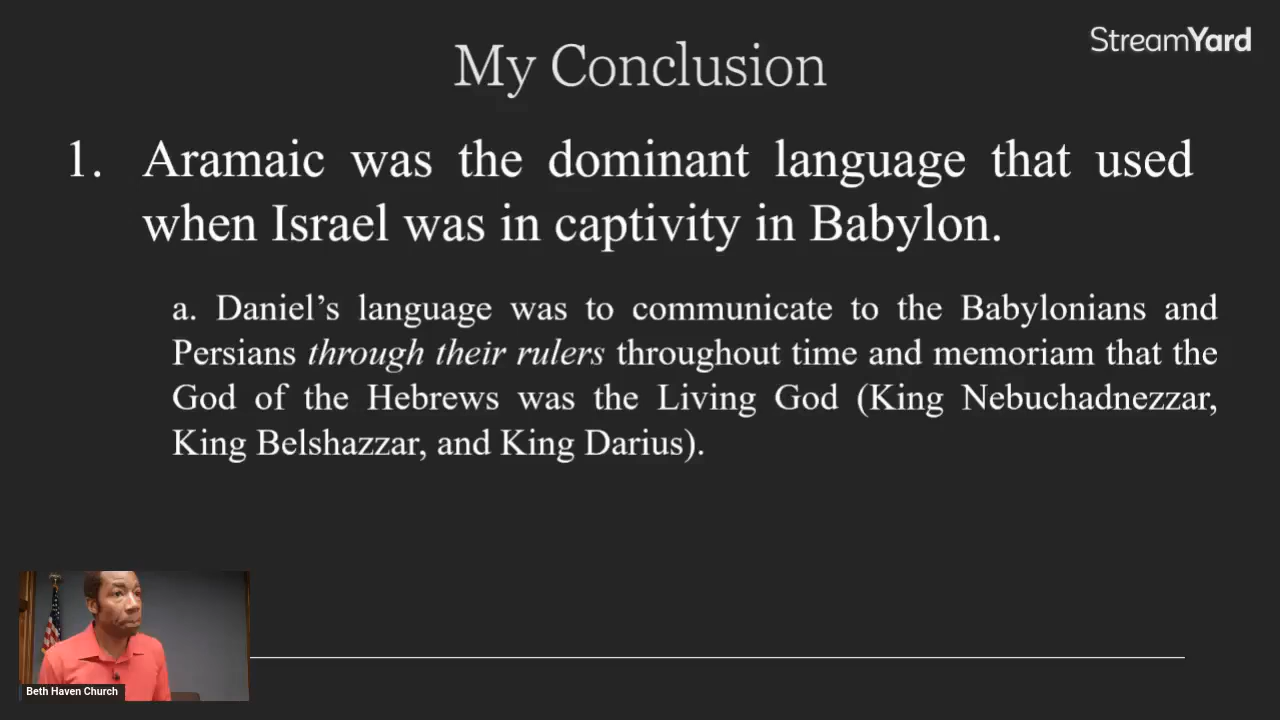 StreamYard
My Conclusion
1. Aramaic was the dominant language that used
when Israel was in captivity in Babylon.
a. Daniel’s language was to communicate to the Babylonians and
Persians through their rulers throughout time and memoriam that the
God of the Hebrews was the Living God (King Nebuchadnezzar,
King Belshazzar, and King Darius).
Beth Haven Church